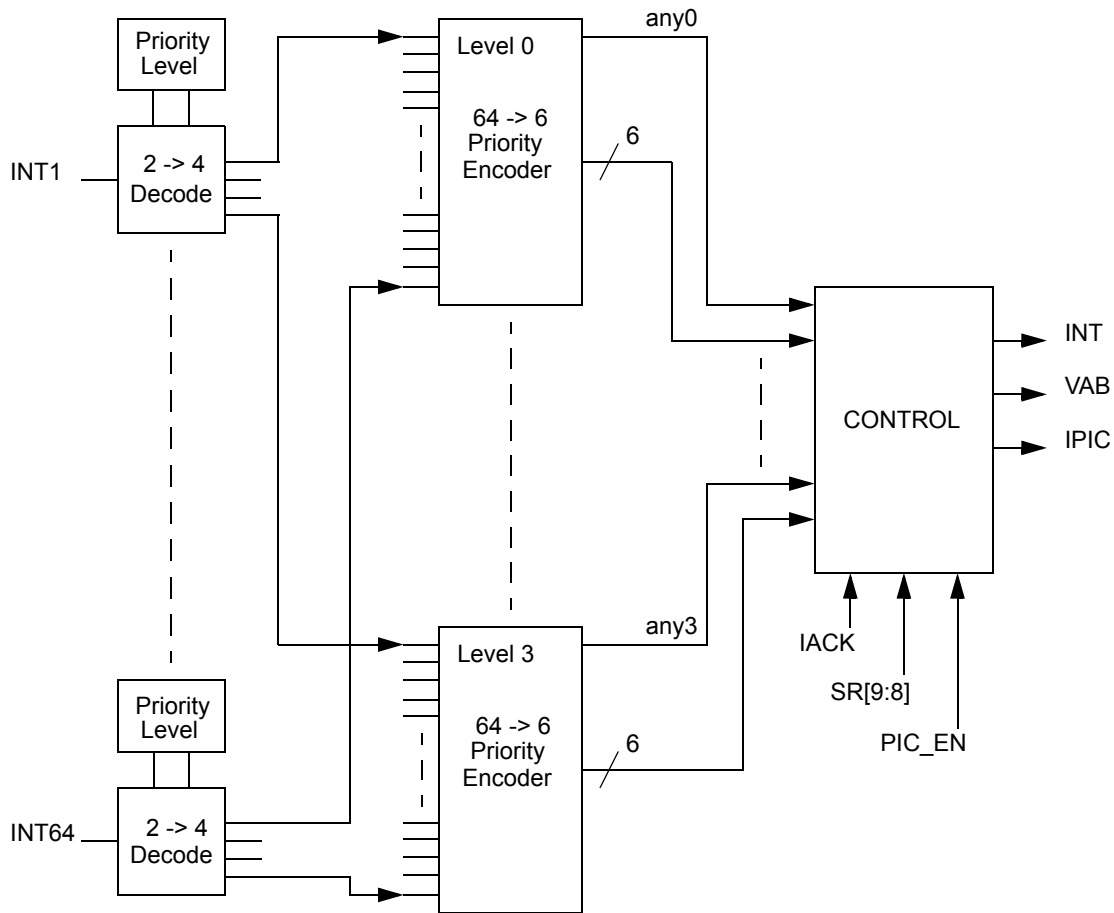 Priority
Level
INT1
2 -> 4
Decode
Level 0
64 -> 6
Priority
Encoder
any0
6
CONTROL
INT
VAB
IPIC
IACK
SR[9:8]
PIC_EN
Priority
Level
INT64
2 -> 4
Decode
Level 3
64 -> 6
Priority
Encoder
any3
6